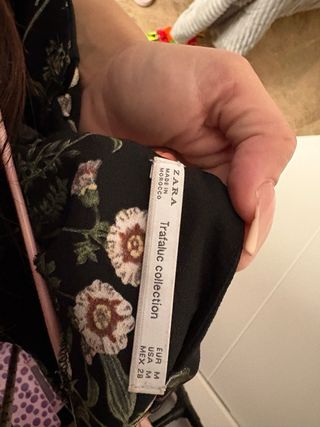 ZARA
MADE IN
MOROCCO
Trafaluc collection
EUR M
USA M
MEX 28